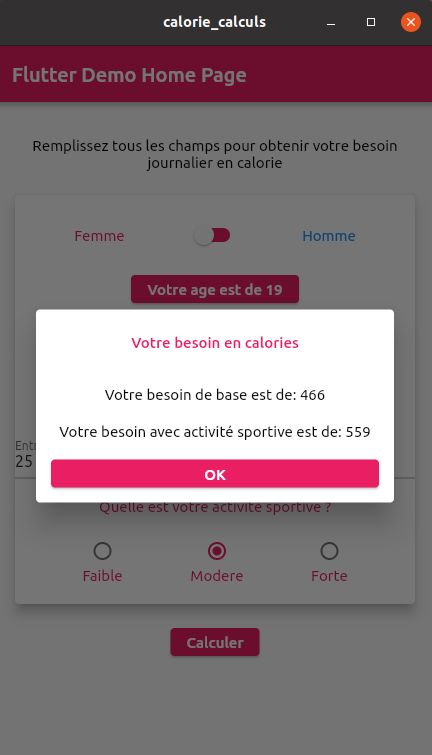 calorie_calculs
Flutter Demo Home Page
Remplissez tous les champs pour obtenir votre besoin
journalier en calorie
Femme
Homme
Votre age est de 19
Votre besoin en calories
Votre besoin de base est de: 466
Votre besoin avec activité sportive est de: 559
OK
Entr
25
Quelle est votre activite sportive ?
Faible
Modere
Forte
Calculer